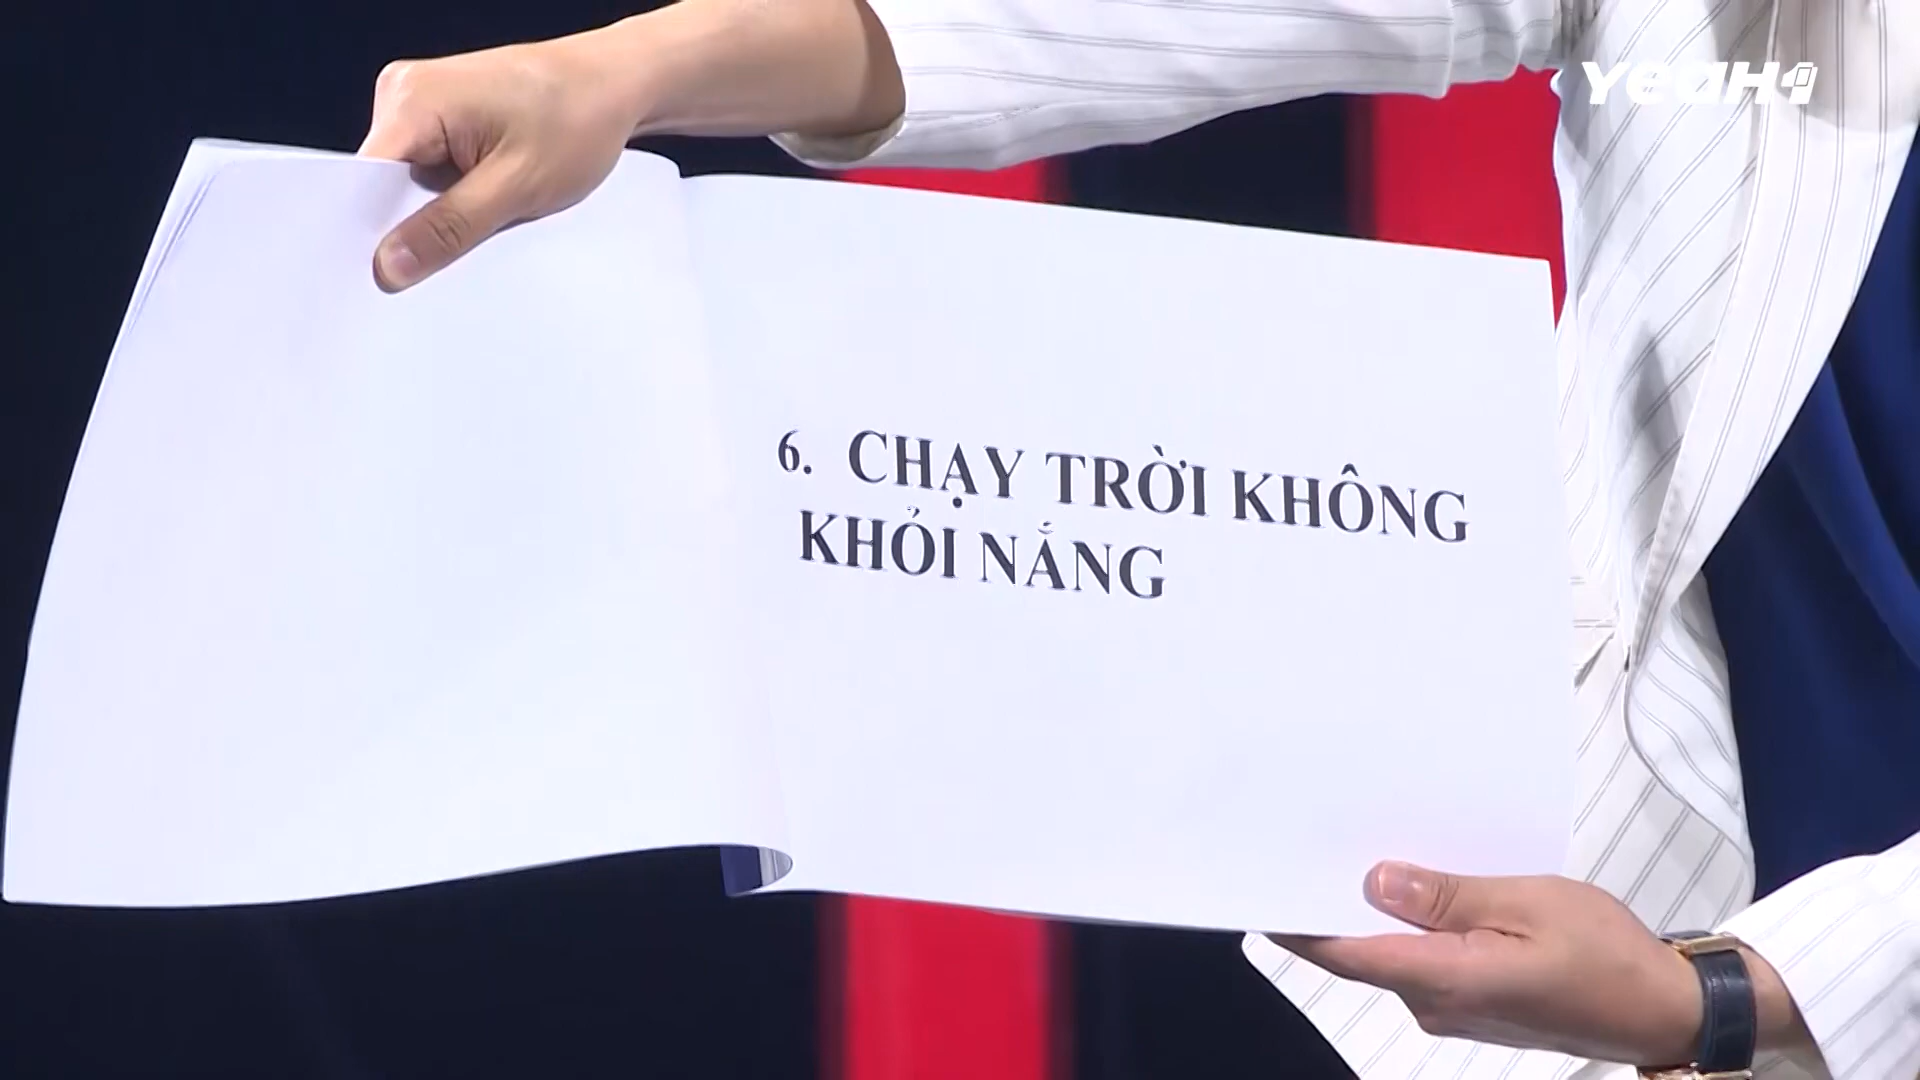 YEAH1
6. CHẠY TRỜI KHÔNG
KHỎI NẮNG